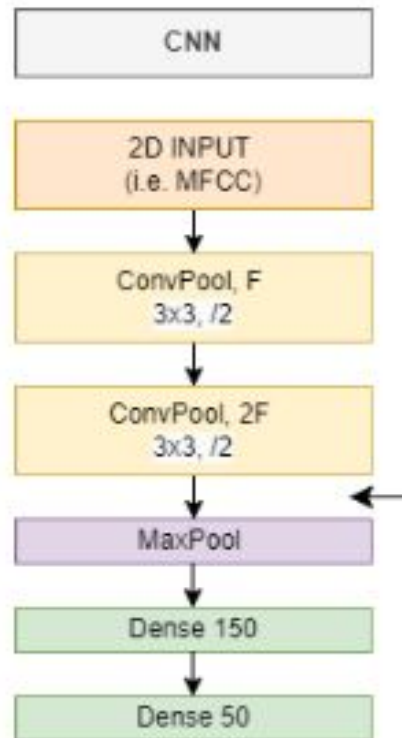 CNN
2D INPUT
(i.e. MFCC)
ConvPool, F
3x3, /2
ConvPool, 2F
3x3, /2
MaxPool
Dense 150
Dense 50